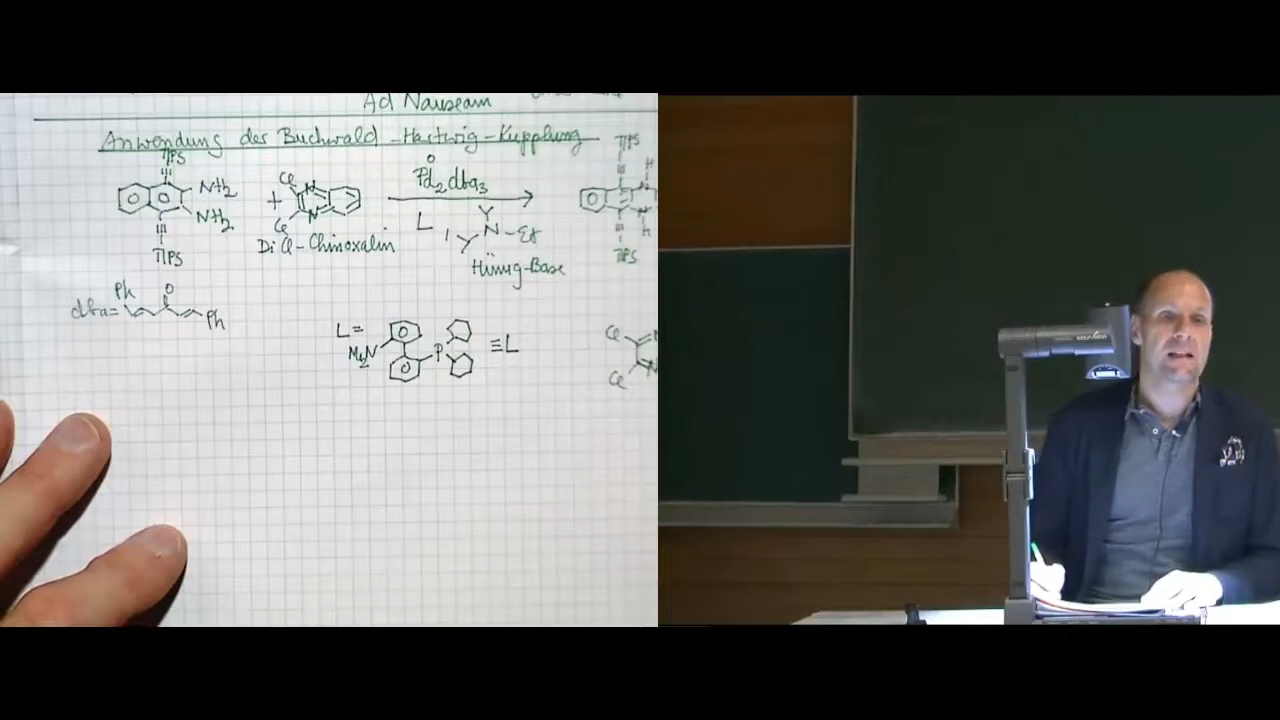 Ad Nauseam
Anwendung der Buchwald-Hartwig-Kupplung
TIPS
NH2
NH2
TIPS
+
Cl
N
N
Cl
Di Cl-Chinoxalin
0
Pd2dba3
L
N-Et
Hünig-Base
TIPS
H
N
N
H
TIPS
dba=
Ph
O
Ph
L=
Me2N
P
≡L
Cl
Cl
N
N